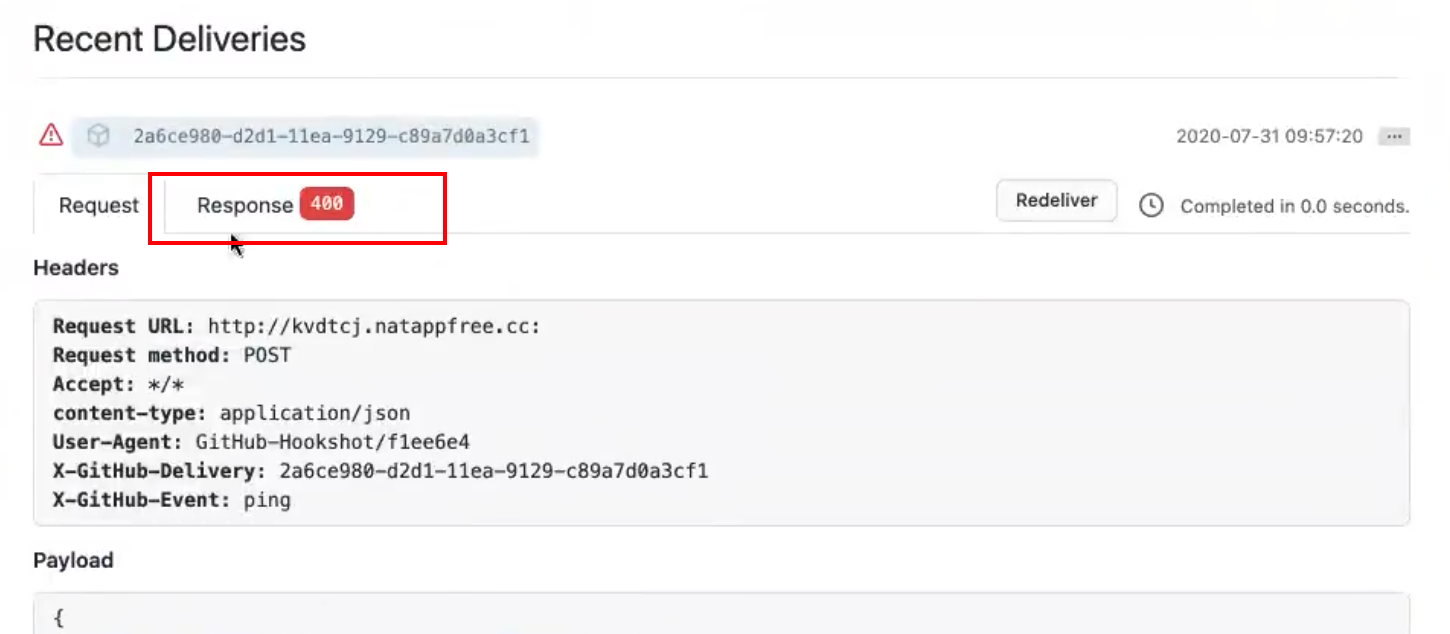 Recent Deliveries
2a6ce980-d2d1-11ea-9129-c89a7d0a3cf1 2020-07-31 09:57:20 ...
Request Response 400 Redeliver Completed in 0.0 seconds.
Headers
Request URL: http://kvdtcj.natappfree.cc:
Request method: POST
Accept: */*
content-type: application/json
User-Agent: GitHub-Hookshot/f1ee6e4
X-GitHub-Delivery: 2a6ce980-d2d1-11ea-9129-c89a7d0a3cf1
X-GitHub-Event: ping
Payload
{